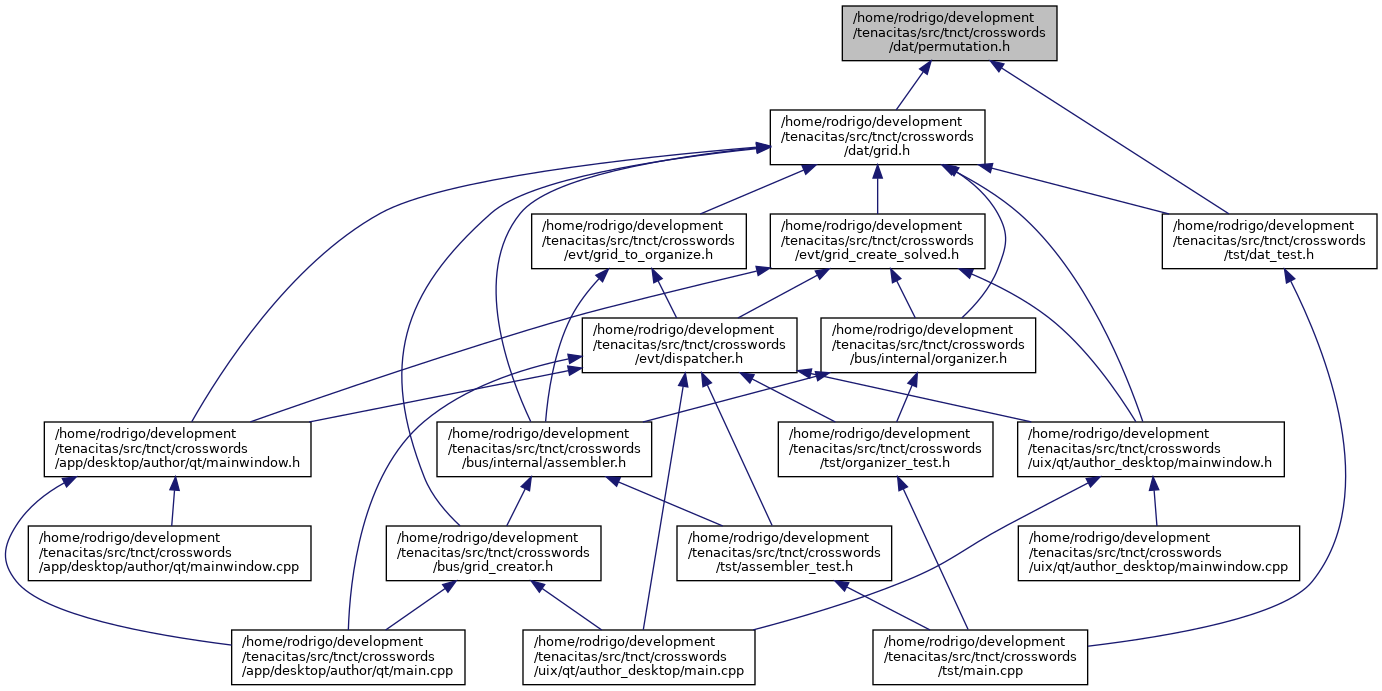 /home/rodrigo/development
/tenacitas/src/tnct/crosswords
/dat/permutation.h
/home/rodrigo/development
/tenacitas/src/tnct/crosswords
/dat/grid.h
/home/rodrigo/development
/tenacitas/src/tnct/crosswords
/evt/grid_to_organize.h
/home/rodrigo/development
/tenacitas/src/tnct/crosswords
/evt/grid_create_solved.h
/home/rodrigo/development
/tenacitas/src/tnct/crosswords
/tst/dat_test.h
/home/rodrigo/development
/tenacitas/src/tnct/crosswords
/evt/dispatcher.h
/home/rodrigo/development
/tenacitas/src/tnct/crosswords
/bus/internal/organizer.h
/home/rodrigo/development
/tenacitas/src/tnct/crosswords
/app/desktop/author/qt/mainwindow.h
/home/rodrigo/development
/tenacitas/src/tnct/crosswords
/bus/internal/assembler.h
/home/rodrigo/development
/tenacitas/src/tnct/crosswords
/tst/organizer_test.h
/home/rodrigo/development
/tenacitas/src/tnct/crosswords
/uix/qt/author_desktop/mainwindow.h
/home/rodrigo/development
/tenacitas/src/tnct/crosswords
/app/desktop/author/qt/mainwindow.cpp
/home/rodrigo/development
/tenacitas/src/tnct/crosswords
/bus/grid_creator.h
/home/rodrigo/development
/tenacitas/src/tnct/crosswords
/tst/assembler_test.h
/home/rodrigo/development
/tenacitas/src/tnct/crosswords
/uix/qt/author_desktop/mainwindow.cpp
/home/rodrigo/development
/tenacitas/src/tnct/crosswords
/app/desktop/author/qt/main.cpp
/home/rodrigo/development
/tenacitas/src/tnct/crosswords
/uix/qt/author_desktop/main.cpp
/home/rodrigo/development
/tenacitas/src/tnct/crosswords
/tst/main.cpp